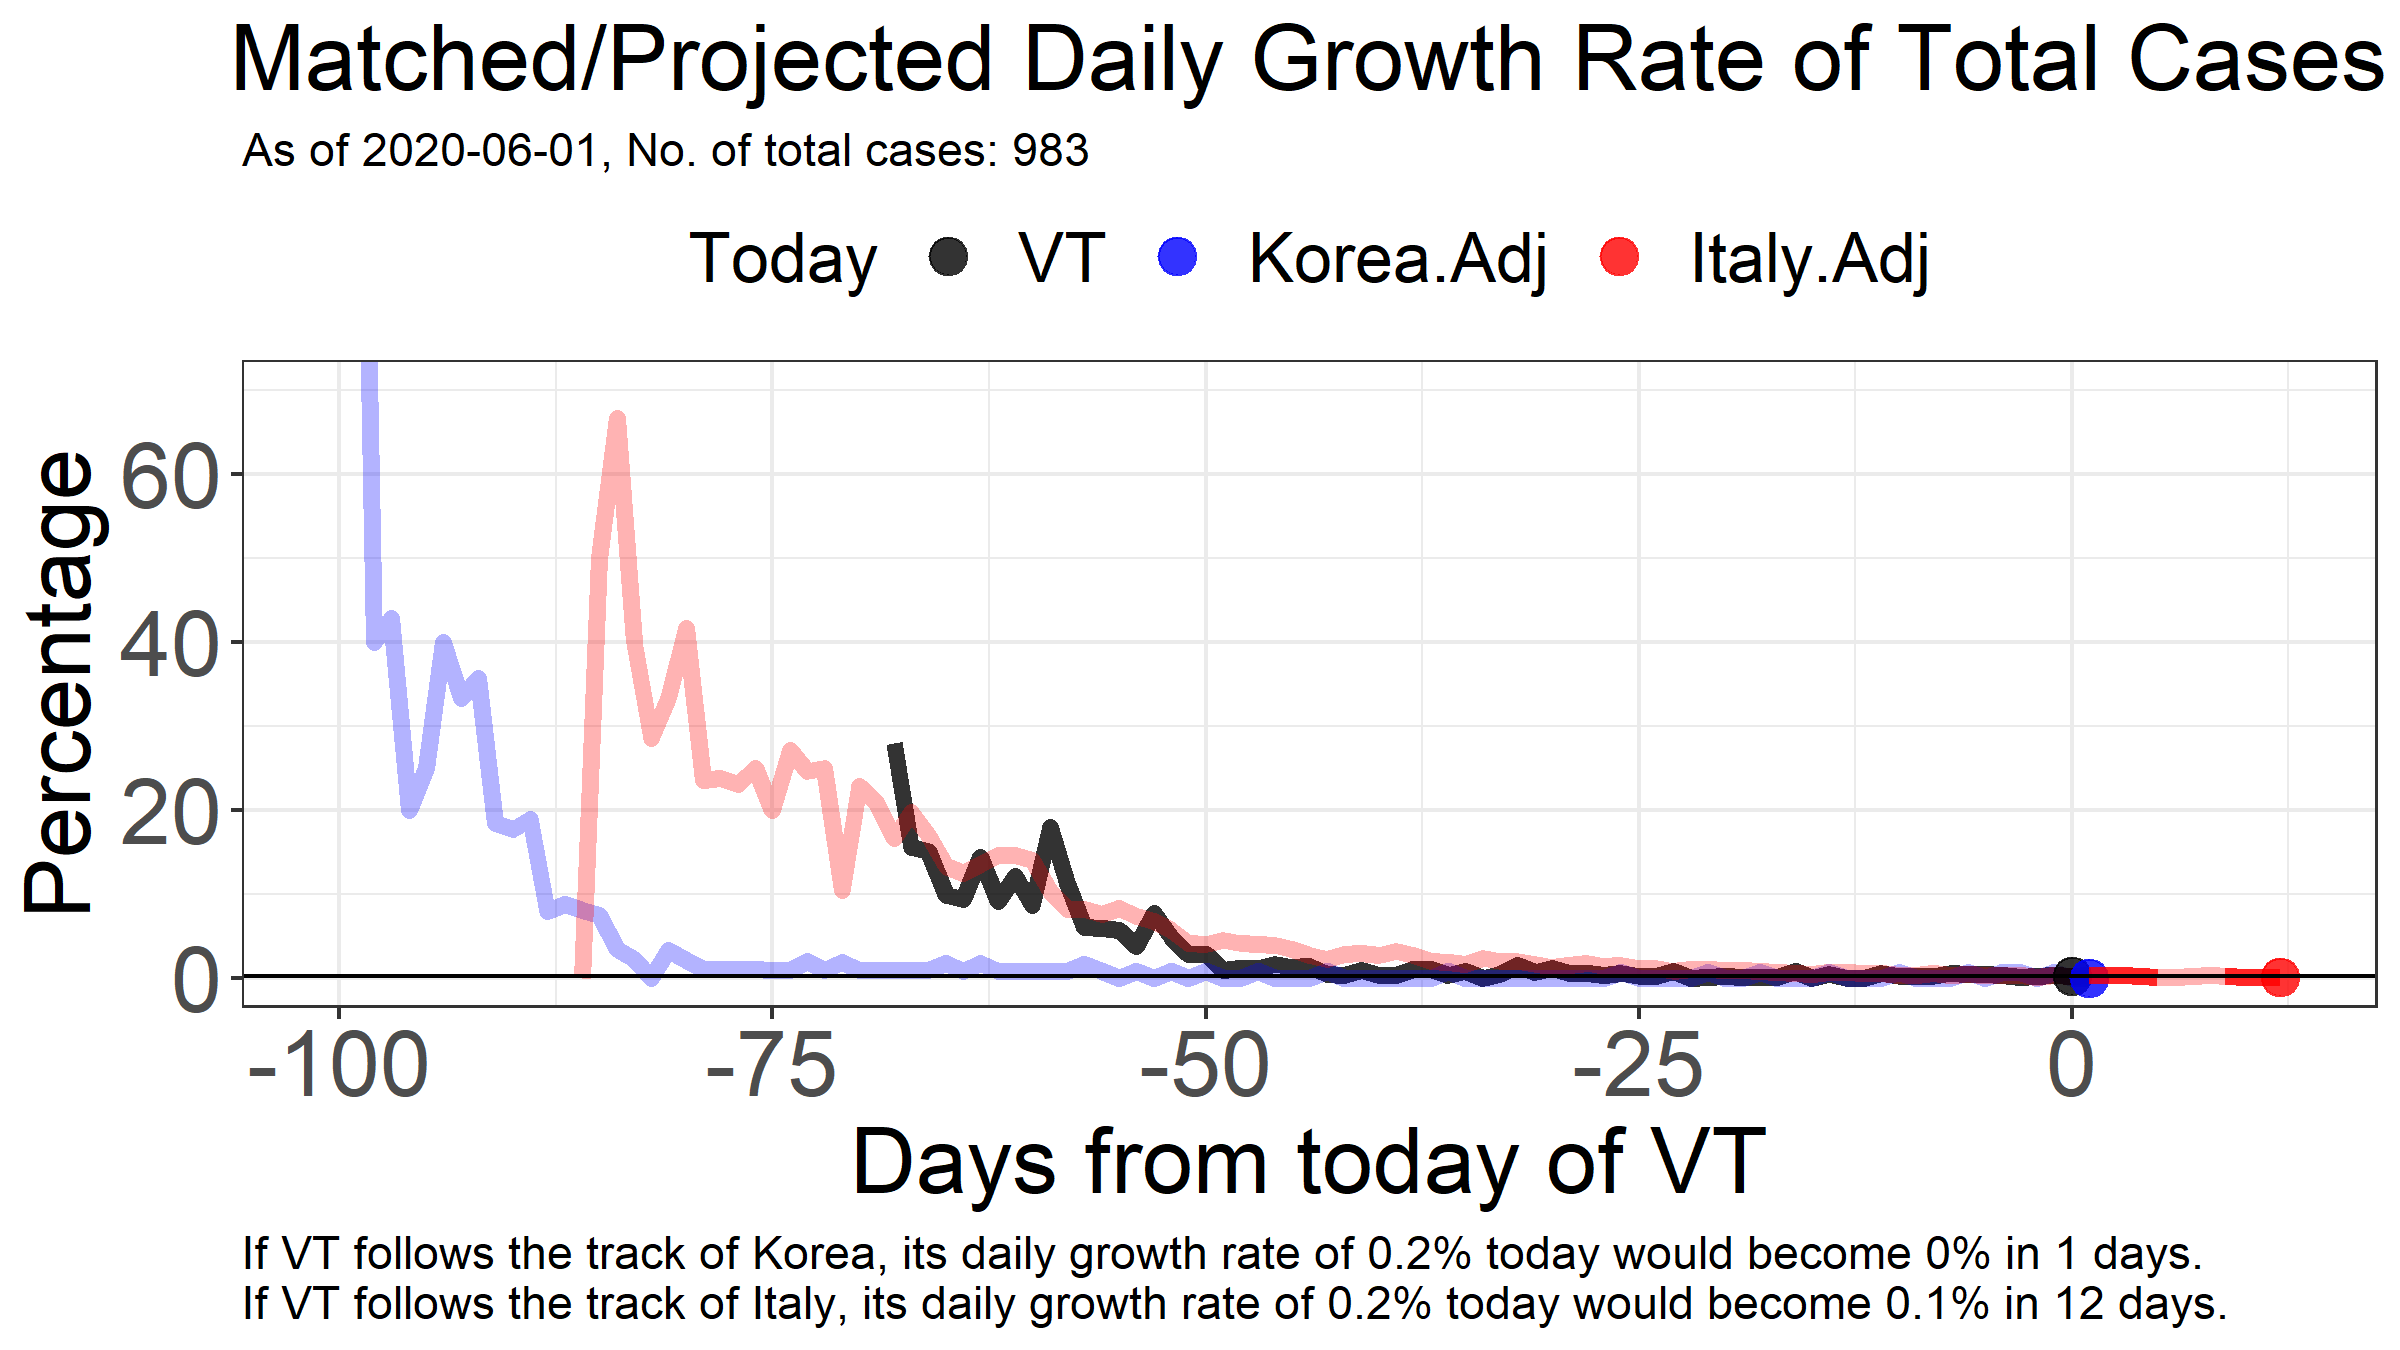 Matched/Projected Daily Growth Rate of Total Cases
As of 2020-06-01, No. of total cases: 983
Today VT Korea.Adj Italy.Adj
Percentage
60
40
20
0
-100 -75 -50 -25 0
Days from today of VT
If VT follows the track of Korea, its daily growth rate of 0.2% today would become 0% in 1 days.
If VT follows the track of Italy, its daily growth rate of 0.2% today would become 0.1% in 12 days.